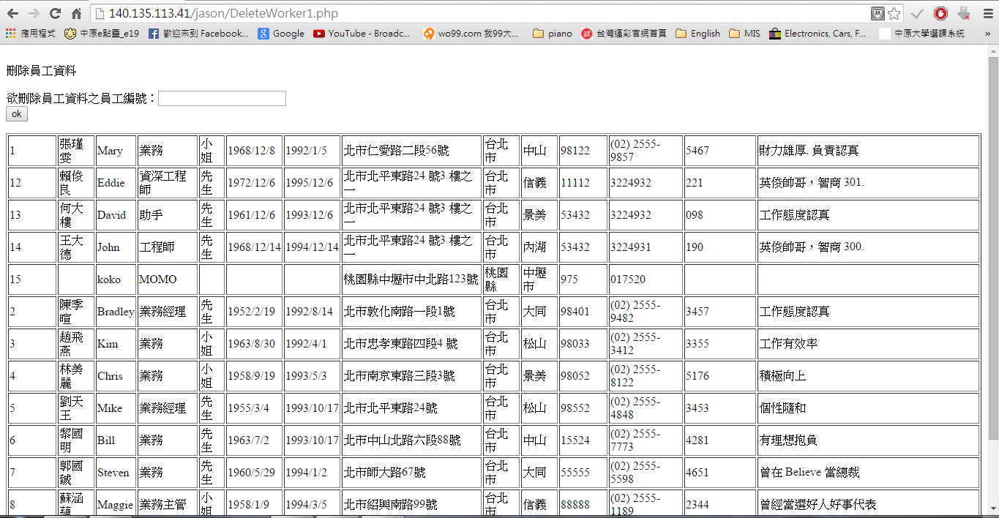 140.135.113.41/jason/DeleteWorker1.php
應用程式 中原e點靈_e19 歡迎來到 Facebook... Google YouTube - Broadc... wo99.com 我99大... piano 台灣運彩官網首頁 English MIS Electronics, Cars, F... 中原大學選課系統 »
刪除員工資料
欲刪除員工資料之員工編號：
ok
1 張瑾雯 Mary 業務 小姐 1968/12/8 1992/1/5 北市仁愛路二段56號 台北市 中山 98122 (02) 2555-9857 5467 財力雄厚, 負責認真
12 賴俊良 Eddie 資深工程師 先生 1972/12/6 1995/12/6 北市北平東路24 號3 樓之一 台北市 信義 11112 3224932 221 英俊帥哥，智商 301.
13 何大樓 David 助手 先生 1961/12/6 1993/12/6 北市北平東路24 號3 樓之一 台北市 景美 53432 3224932 098 工作態度認真
14 王大德 John 工程師 先生 1968/12/14 1994/12/14 北市北平東路24 號3 樓之一 台北市 內湖 53432 3224931 190 英俊帥哥，智商 300.
15 koko MOMO 桃園縣中壢市中北路123號 桃園縣 中壢市 975 017520
2 陳季暄 Bradley 業務經理 先生 1952/2/19 1992/8/14 北市敦化南路一段1號 台北市 大同 98401 (02) 2555-9482 3457 工作態度認真
3 趙飛燕 Kim 業務 小姐 1963/8/30 1992/4/1 北市忠孝東路四段4 號 台北市 松山 98033 (02) 2555-3412 3355 工作有效率
4 林美麗 Chris 業務 小姐 1958/9/19 1993/5/3 北市南京東路三段3號 台北市 景美 98052 (02) 2555-8122 5176 積極向上
5 劉天王 Mike 業務經理 先生 1955/3/4 1993/10/17 北市北平東路24號 台北市 松山 98552 (02) 2555-4848 3453 個性隨和
6 黎國明 Bill 業務 先生 1963/7/2 1993/10/17 北市中山北路六段88號 台北市 中山 15524 (02) 2555-7773 4281 有理想抱負
7 郭國臹 Steven 業務 先生 1960/5/29 1994/1/2 北市師大路67號 台北市 大同 55555 (02) 2555-5598 4651 曾在 Believe 當總裁
8 蘇涵蘊 Maggie 業務主管 小姐 1958/1/9 1994/3/5 北市紹興南路99號 台北市 信義 88888 (02) 2555-1189 2344 曾經當選好人好事代表